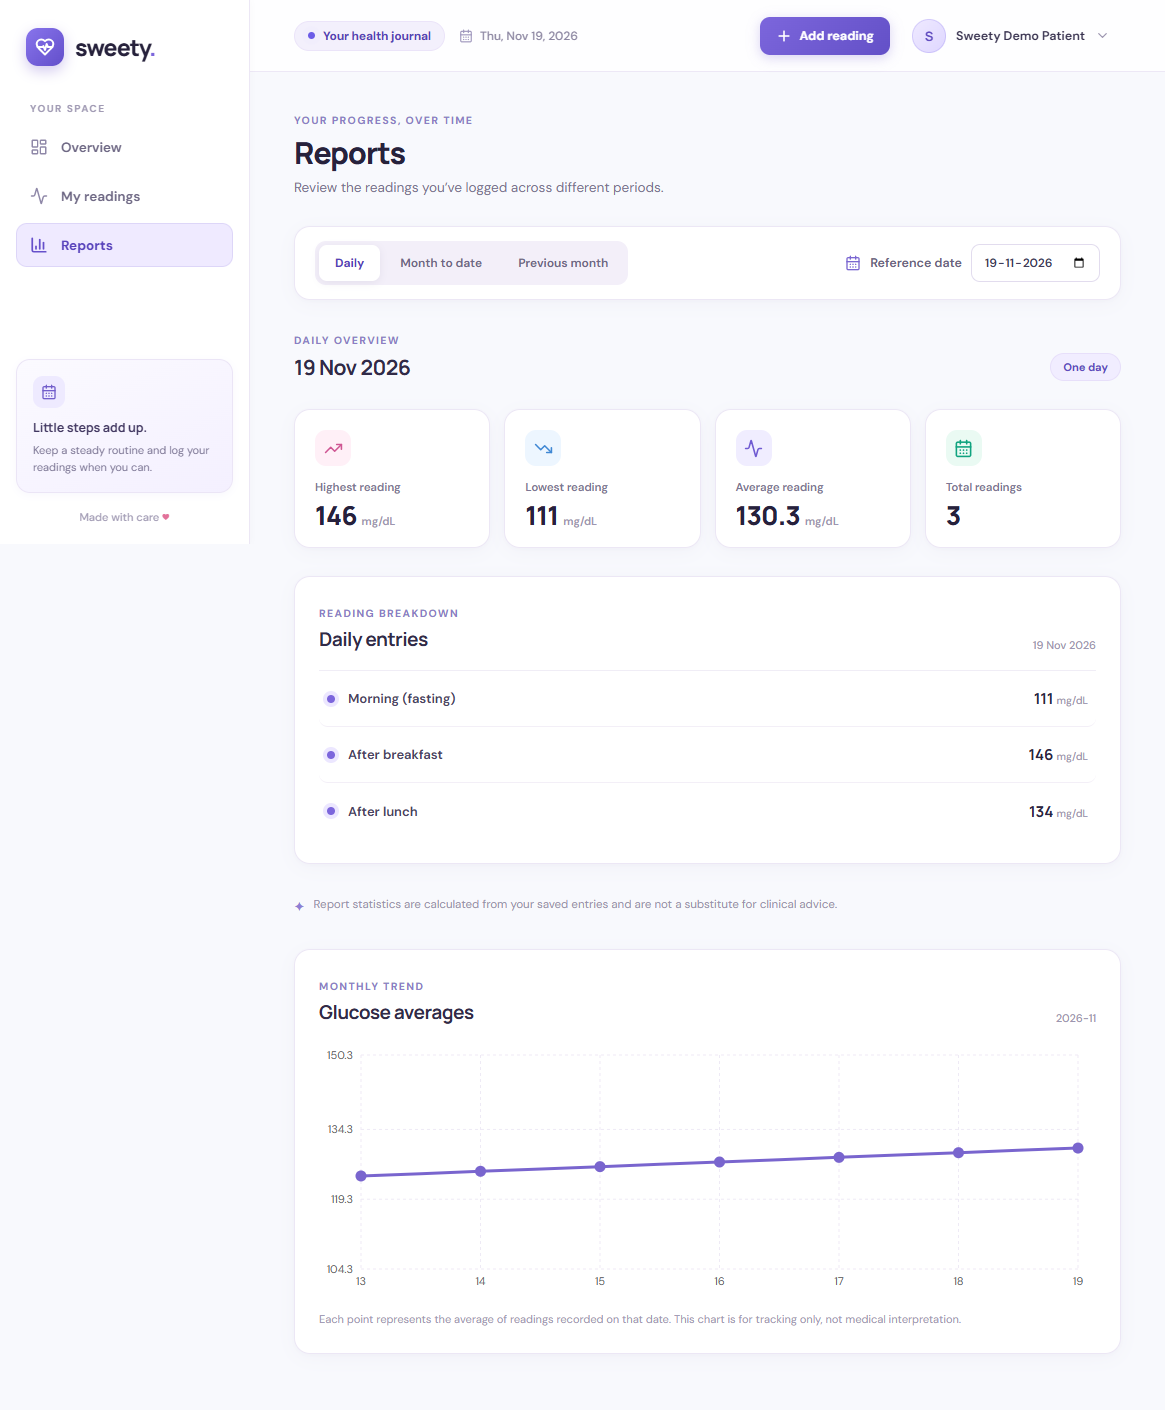 sweety.
Your health journal
Thu, Nov 19, 2026
Add reading
S
Sweety Demo Patient
YOUR SPACE
Overview
My readings
Reports
Little steps add up.
Keep a steady routine and log your
readings when you can.
Made with care
YOUR PROGRESS, OVER TIME
Reports
Review the readings you’ve logged across different periods.
Daily
Month to date
Previous month
Reference date
19-11-2026
DAILY OVERVIEW
19 Nov 2026
One day
Highest reading
146 mg/dL
Lowest reading
111 mg/dL
Average reading
130.3 mg/dL
Total readings
3
READING BREAKDOWN
Daily entries
19 Nov 2026
Morning (fasting)
111 mg/dL
After breakfast
146 mg/dL
After lunch
134 mg/dL
Report statistics are calculated from your saved entries and are not a substitute for clinical advice.
MONTHLY TREND
Glucose averages
2026-11
150.3
134.3
119.3
104.3
13 14 15 16 17 18 19
Each point represents the average of readings recorded on that date. This chart is for tracking only, not medical interpretation.